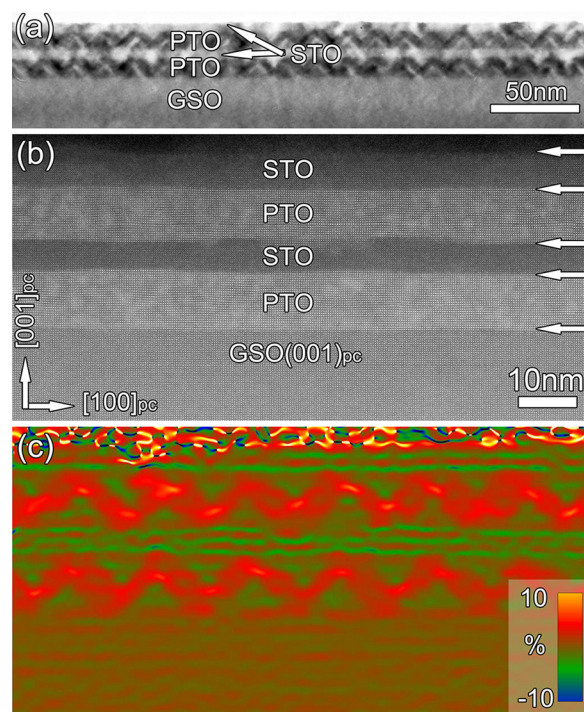 (a)
PTO
STO
PTO
GSO
50nm
(b)
STO
PTO
STO
PTO
GSO(001)pc
[001]pc
[100]pc
10nm
(c)
10
%
-10